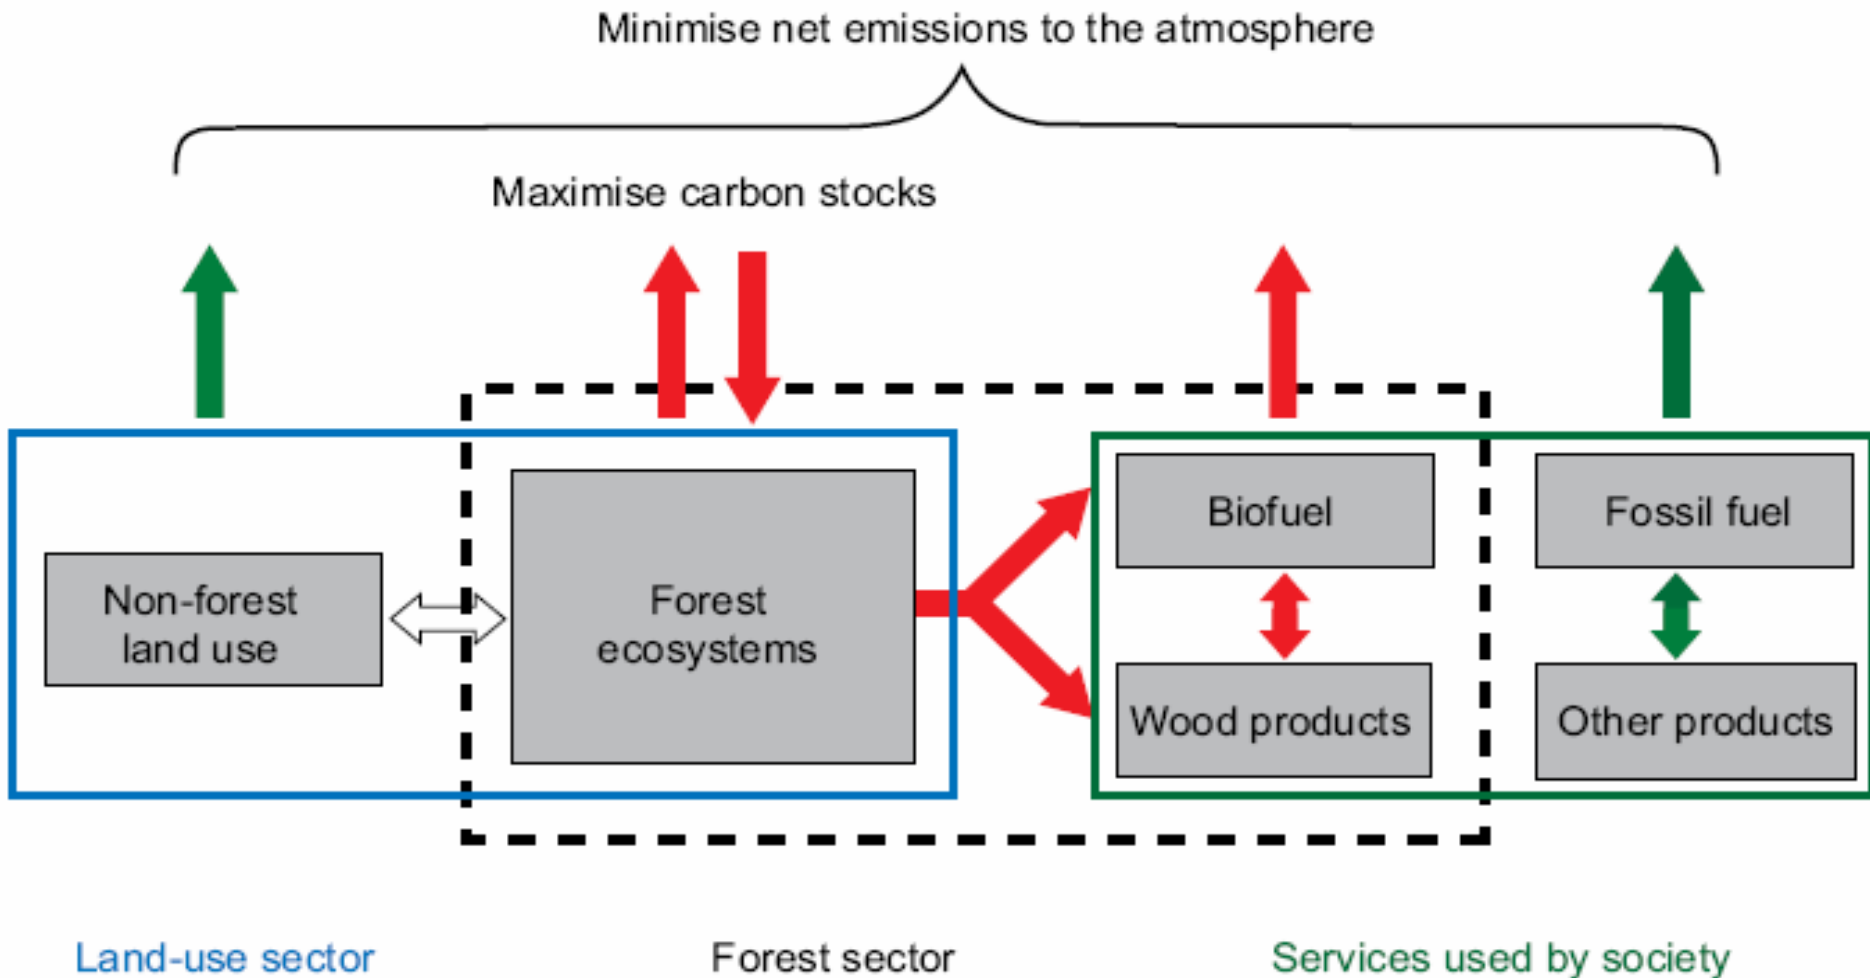 Minimise net emissions to the atmosphere
Maximise carbon stocks
Non-forest
land use
Forest
ecosystems
Biofuel
Wood products
Fossil fuel
Other products
Land-use sector
Forest sector
Services used by society